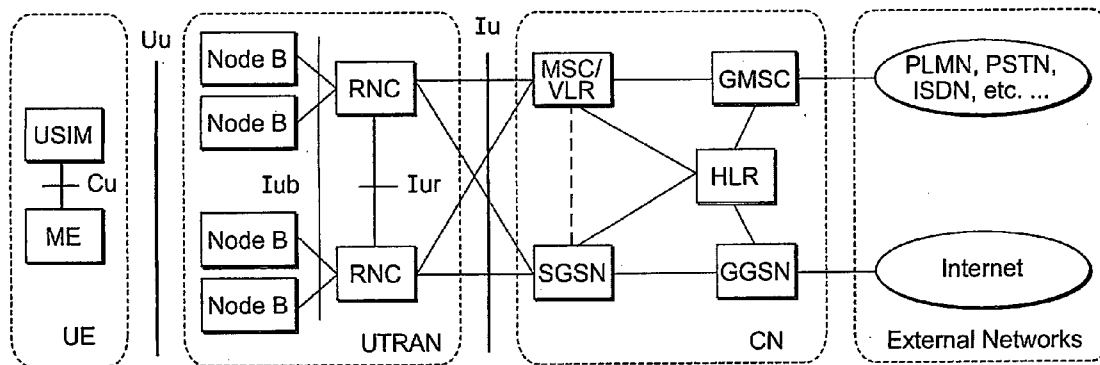 Uu
Iu
Node B
Node B
RNC
MSC/
VLR
GMSC
PLMN, PSTN,
ISDN, etc. ...
USIM
Cu
ME
Iub
Iur
HLR
Node B
Node B
RNC
SGSN
GGSN
Internet
UE
UTRAN
CN
External Networks